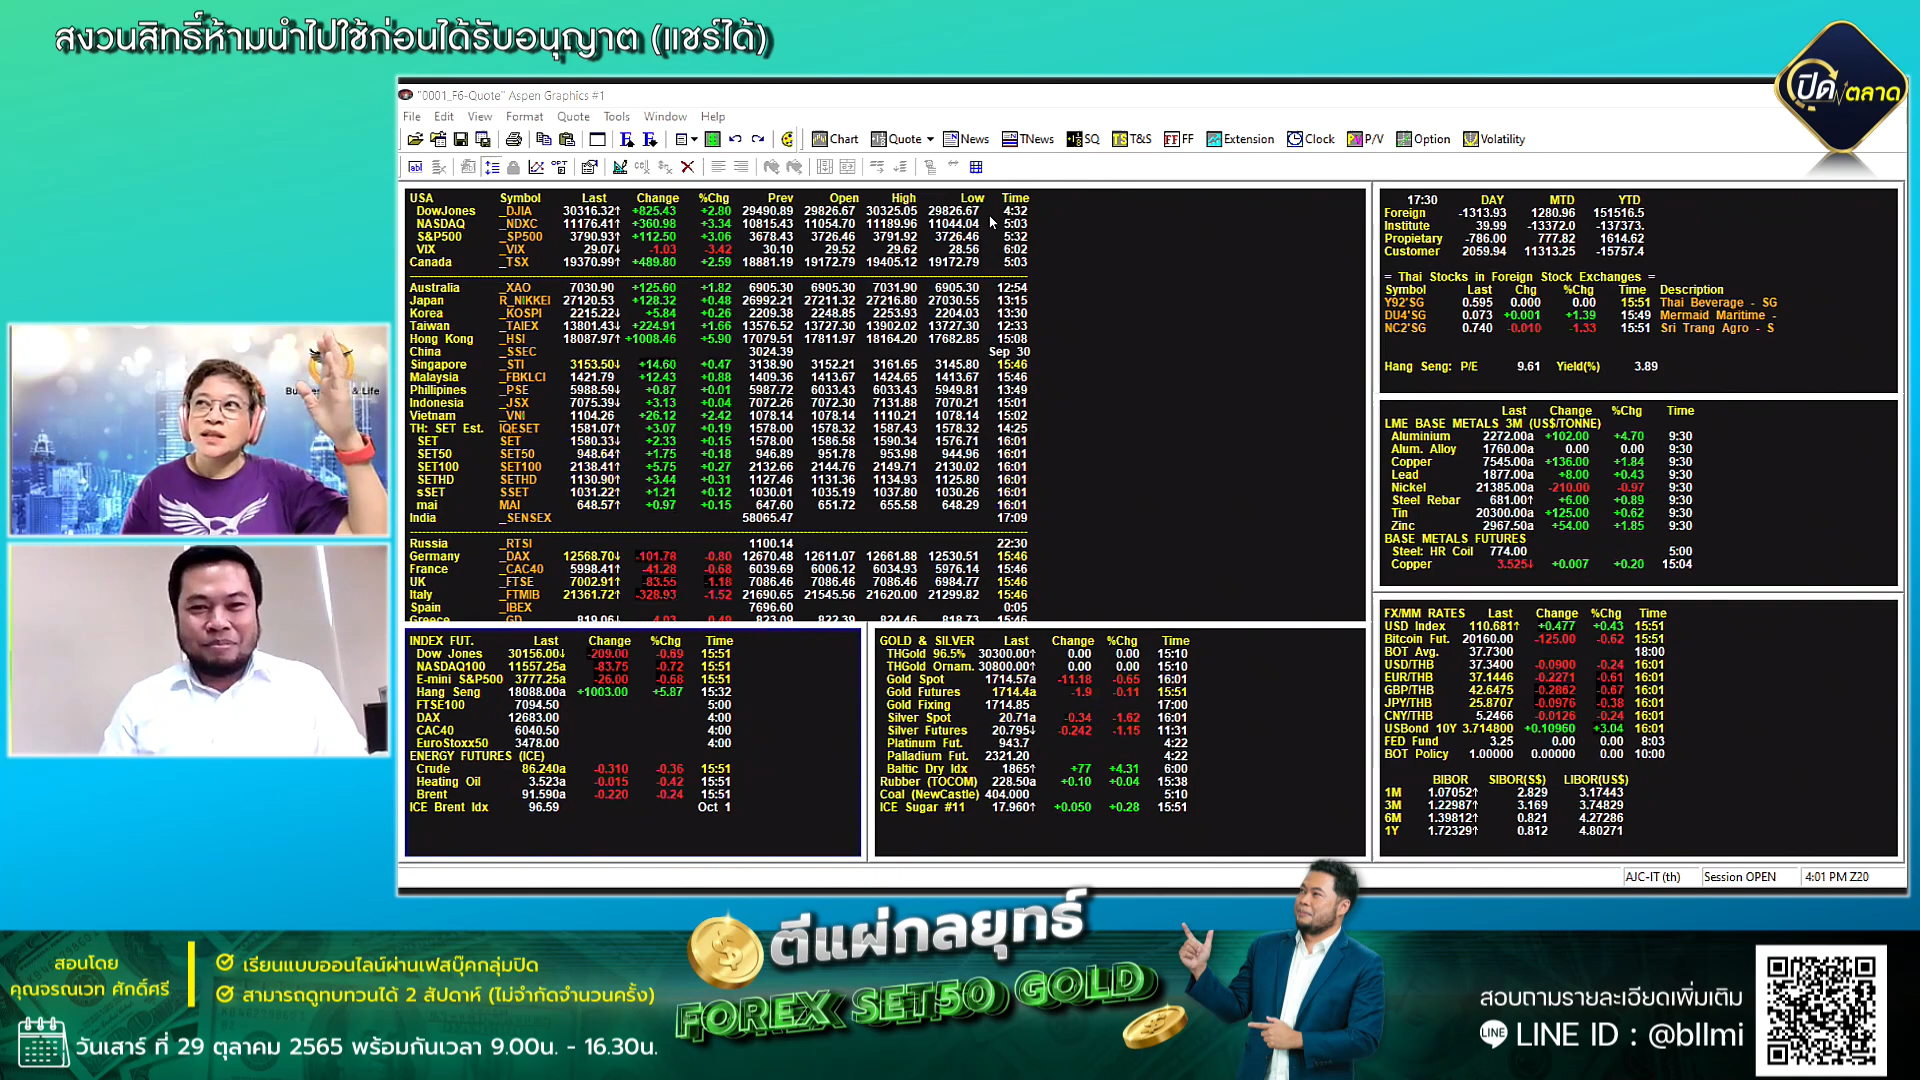 สงวนสิทธิ์ห้ามนำไปใช้ก่อนได้รับอนุญาต (แชร์ได้)
ปิดตลาด
"0001_F6-Quote" Aspen Graphics #1
File Edit View Format Quote Tools Window Help
Chart Quote News TNews SQ T&S FF Extension Clock P/V Option Volatility
USA Symbol Last Change %Chg Prev Open High Low Time
DowJones _DJIA 30316.32↑ +825.43 +2.80 29490.89 29826.67 30325.05 29826.67 4:32
NASDAQ _NDXC 11176.41↑ +360.98 +3.34 10815.43 11054.70 11189.96 11044.04 5:03
S&P500 _SP500 3790.93↑ +112.50 +3.06 3678.43 3726.46 3791.92 3726.46 5:32
VIX _VIX 29.07↓ -1.03 -3.42 30.10 29.52 29.62 28.56 6:02
Canada _TSX 19370.99↑ +489.80 +2.59 18881.19 19172.79 19405.12 19172.79 5:03
Australia _XAO 7030.90 +125.60 +1.82 6905.30 6905.30 7031.90 6905.30 12:54
Japan R_NIKKEI 27120.53 +128.32 +0.48 26992.21 27211.32 27216.80 27030.55 13:15
Korea _KOSPI 2215.22↓ +5.84 +0.26 2209.38 2248.85 2253.93 2204.03 13:30
Taiwan _TAIEX 13801.43↓ +224.91 +1.66 13576.52 13727.30 13902.02 13727.30 12:33
Hong Kong _HSI 18087.97↑ +1008.46 +5.90 17079.51 17811.97 18164.20 17682.85 15:08
China _SSEC 3024.39 Sep 30
Singapore _STI 3153.50↓ +14.60 +0.47 3138.90 3152.21 3161.65 3145.80 15:46
Malaysia _FBKLCI 1421.79 +12.43 +0.88 1409.36 1413.67 1424.65 1413.67 15:46
Phillipines _PSE 5988.59↓ +0.87 +0.01 5987.72 6033.43 6033.43 5949.81 13:49
Indonesia _JSX 7075.39↓ +3.13 +0.04 7072.26 7072.30 7131.88 7070.21 15:01
Vietnam _VNI 1104.26 +26.12 +2.42 1078.14 1078.14 1110.21 1078.14 15:02
TH: SET Est. IQESET 1581.07↑ +3.07 +0.19 1578.00 1578.32 1587.43 1578.32 14:25
SET SET 1580.33↓ +2.33 +0.15 1578.00 1586.58 1590.34 1576.71 16:01
SET50 SET50 948.64↑ +1.75 +0.18 946.89 951.78 953.98 944.96 16:01
SET100 SET100 2138.41↑ +5.75 +0.27 2132.66 2144.76 2149.71 2130.02 16:01
SETHD SETHD 1130.90↑ +3.44 +0.31 1127.46 1131.36 1134.93 1125.80 16:01
sSET SSET 1031.22↑ +1.21 +0.12 1030.01 1035.19 1037.80 1030.26 16:01
mai MAI 648.57↑ +0.97 +0.15 647.60 651.72 655.58 648.29 16:01
India _SENSEX 58065.47 17:09
Russia _RTSI 1100.14 22:30
Germany _DAX 12568.70↓ -101.78 -0.80 12670.48 12611.07 12661.88 12530.51 15:46
France _CAC40 5998.41↑ -41.28 -0.68 6039.69 6006.12 6034.93 5976.14 15:46
UK _FTSE 7002.91↑ -83.55 -1.18 7086.46 7086.46 7086.46 6984.77 15:46
Italy _FTMIB 21361.72↑ -328.93 -1.52 21690.65 21545.56 21620.00 21299.82 15:46
Spain _IBEX 7696.60 0:05
Greece GD 819.06↓ -4.03 -0.49 823.09 822.39 824.46 818.73 15:46
17:30 DAY MTD YTD
Foreign -1313.93 1280.96 151516.5
Institute 39.99 -13372.0 -137373.
Propietary -786.00 777.82 1614.62
Customer 2059.94 11313.25 -15757.4
= Thai Stocks in Foreign Stock Exchanges =
Symbol Last Chg %Chg Time Description
Y92'SG 0.595 0.000 0.00 15:51 Thai Beverage - SG
DU4'SG 0.073 +0.001 +1.39 15:49 Mermaid Maritime -
NC2'SG 0.740 -0.010 -1.33 15:51 Sri Trang Agro - S
Hang Seng: P/E 9.61 Yield(%) 3.89
Last Change %Chg Time
LME BASE METALS 3M (US$/TONNE)
Aluminium 2272.00a +102.00 +4.70 9:30
Alum. Alloy 1760.00a 0.00 0.00 9:30
Copper 7545.00a +136.00 +1.84 9:30
Lead 1877.00a +8.00 +0.43 9:30
Nickel 21385.00a -210.00 -0.97 9:30
Steel Rebar 681.00↑ +6.00 +0.89 9:30
Tin 20300.00a +125.00 +0.62 9:30
Zinc 2967.50a +54.00 +1.85 9:30
BASE METALS FUTURES
Steel: HR Coil 774.00 5:00
Copper 3.525↓ +0.007 +0.20 15:04
INDEX FUT. Last Change %Chg Time
Dow Jones 30156.00↓ -209.00 -0.69 15:51
NASDAQ100 11557.25a -83.75 -0.72 15:51
E-mini S&P500 3777.25a -26.00 -0.68 15:51
Hang Seng 18088.00a +1003.00 +5.87 15:32
FTSE100 7094.50 5:00
DAX 12683.00 4:00
CAC40 6040.50 4:00
EuroStoxx50 3478.00 4:00
ENERGY FUTURES (ICE)
Crude 86.240a -0.310 -0.36 15:51
Heating Oil 3.523a -0.015 -0.42 15:51
Brent 91.590a -0.220 -0.24 15:51
ICE Brent Idx 96.59 Oct 1
GOLD & SILVER Last Change %Chg Time
THGold 96.5% 30300.00↑ 0.00 0.00 15:10
THGold Ornam. 30800.00↑ 0.00 0.00 15:10
Gold Spot 1714.57a -11.18 -0.65 16:01
Gold Futures 1714.4a -1.9 -0.11 15:51
Gold Fixing 1714.85 17:00
Silver Spot 20.71a -0.34 -1.62 16:01
Silver Futures 20.795↓ -0.242 -1.15 11:31
Platinum Fut. 943.7 4:22
Palladium Fut. 2321.20 4:22
Baltic Dry Idx 1865↑ +77 +4.31 6:00
Rubber (TOCOM) 228.50a +0.10 +0.04 15:38
Coal (NewCastle) 404.000 5:10
ICE Sugar #11 17.960↑ +0.050 +0.28 15:51
FX/MM RATES Last Change %Chg Time
USD Index 110.681↑ +0.477 +0.43 15:51
Bitcoin Fut. 20160.00 -125.00 -0.62 15:51
BOT Avg. 37.7300 18:00
USD/THB 37.3400 -0.0900 -0.24 16:01
EUR/THB 37.1446 -0.2271 -0.61 16:01
GBP/THB 42.6475 -0.2862 -0.67 16:01
JPY/THB 25.8707 -0.0976 -0.38 16:01
CNY/THB 5.2466 -0.0126 -0.24 16:01
USBond 10Y 3.714800 +0.10960 +3.04 16:01
FED Fund 3.25 0.00 0.00 8:03
BOT Policy 1.00000 0.00000 0.00 10:00
BIBOR SIBOR(S$) LIBOR(US$)
1M 1.07052↑ 2.829 3.17443
3M 1.22987↑ 3.169 3.74829
6M 1.39812↑ 0.821 4.27286
1Y 1.72329↑ 0.812 4.80271
AJC-IT (th) Session OPEN 4:01 PM Z20
สอนโดย
คุณจรณเวท ศักดิ์ศรี
เรียนแบบออนไลน์ผ่านเฟสบุ๊คกลุ่มปิด
สามารถดูทบทวนได้ 2 สัปดาห์ (ไม่จำกัดจำนวนครั้ง)
วันเสาร์ ที่ 29 ตุลาคม 2565 พร้อมกันเวลา 9.00น. - 16.30น.
ตีแผ่กลยุทธ์
FOREX SET50 GOLD
สอบถามรายละเอียดเพิ่มเติม
LINE LINE ID : @bllmi